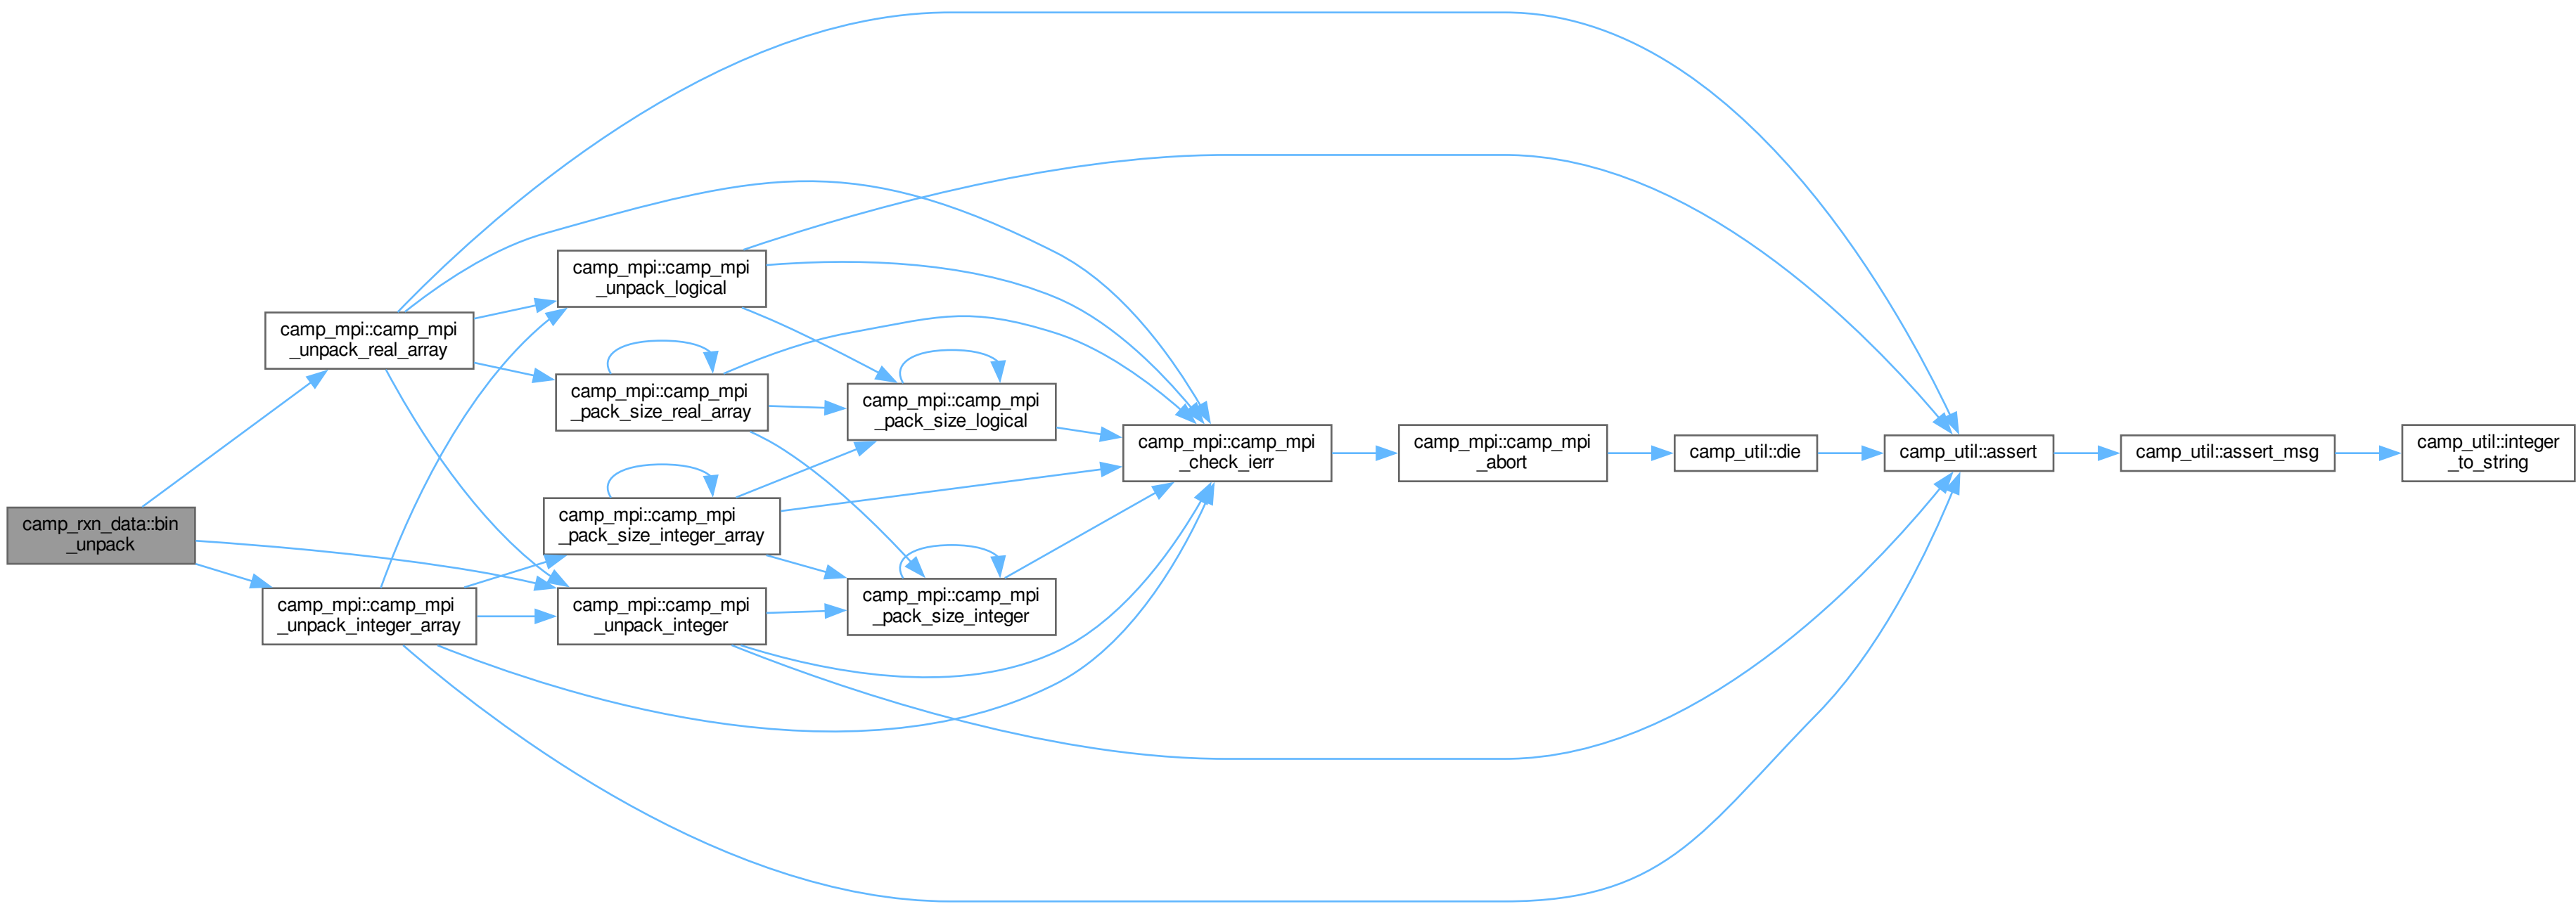 camp_rxn_data::bin
_unpack
camp_mpi::camp_mpi
_unpack_real_array
camp_mpi::camp_mpi
_unpack_integer_array
camp_mpi::camp_mpi
_unpack_logical
camp_mpi::camp_mpi
_pack_size_real_array
camp_mpi::camp_mpi
_pack_size_integer_array
camp_mpi::camp_mpi
_unpack_integer
camp_mpi::camp_mpi
_pack_size_logical
camp_mpi::camp_mpi
_pack_size_integer
camp_mpi::camp_mpi
_check_ierr
camp_mpi::camp_mpi
_abort
camp_util::die
camp_util::assert
camp_util::assert_msg
camp_util::integer
_to_string